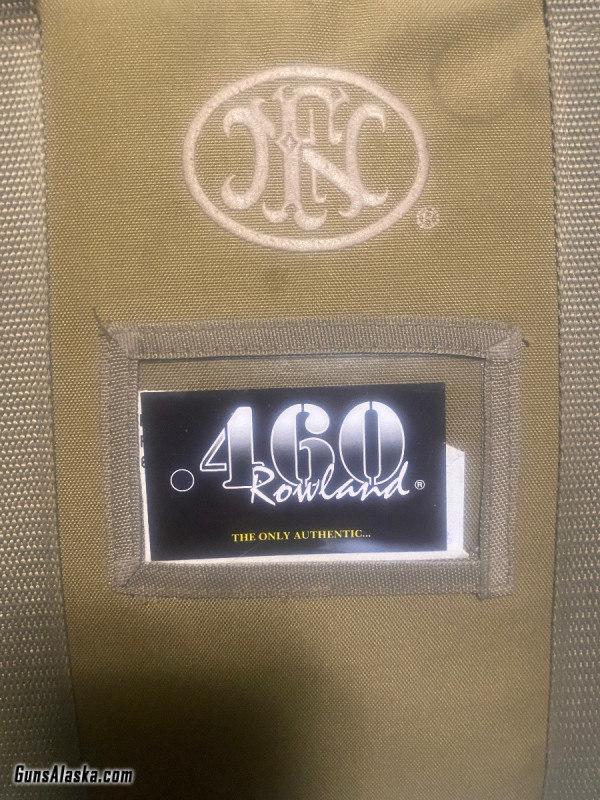 FN
®
.460
Rowland®
THE ONLY AUTHENTIC...
GunsAlaska.com